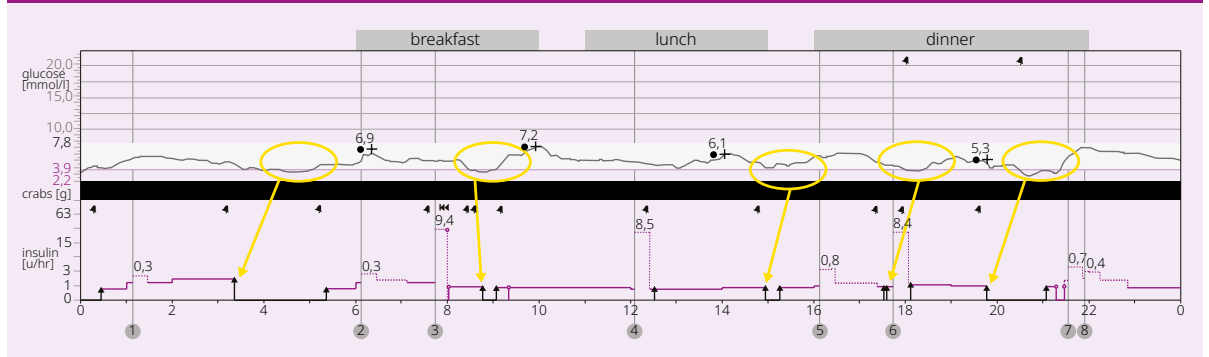 breakfast lunch dinner
glucose
[mmol/l]
20,0
15,0
10,0
7,8
3,9
2,2
6,9 7,2 6,1 5,3
crabs [g]
63
15
insulin
[u/hr]
3
1
0
0,3 0,3 9,4 8,5 0,8 8,4 0,7 0,4
0 2 4 6 8 10 12 14 16 18 20 22 0
1 2 3 4 5 6 7 8